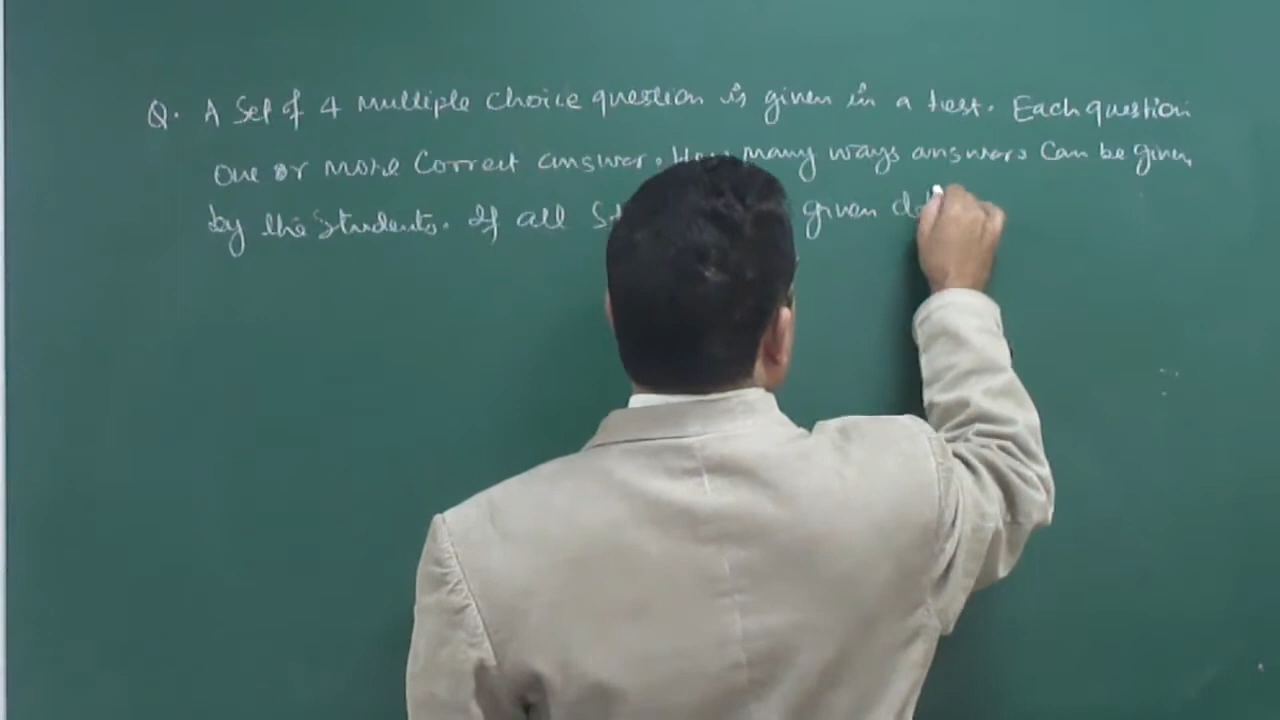 Q. A Set of 4 multiple choice question is given in a test. Each question
one or more correct answer. How many ways answers can be given
by the Students. If all given